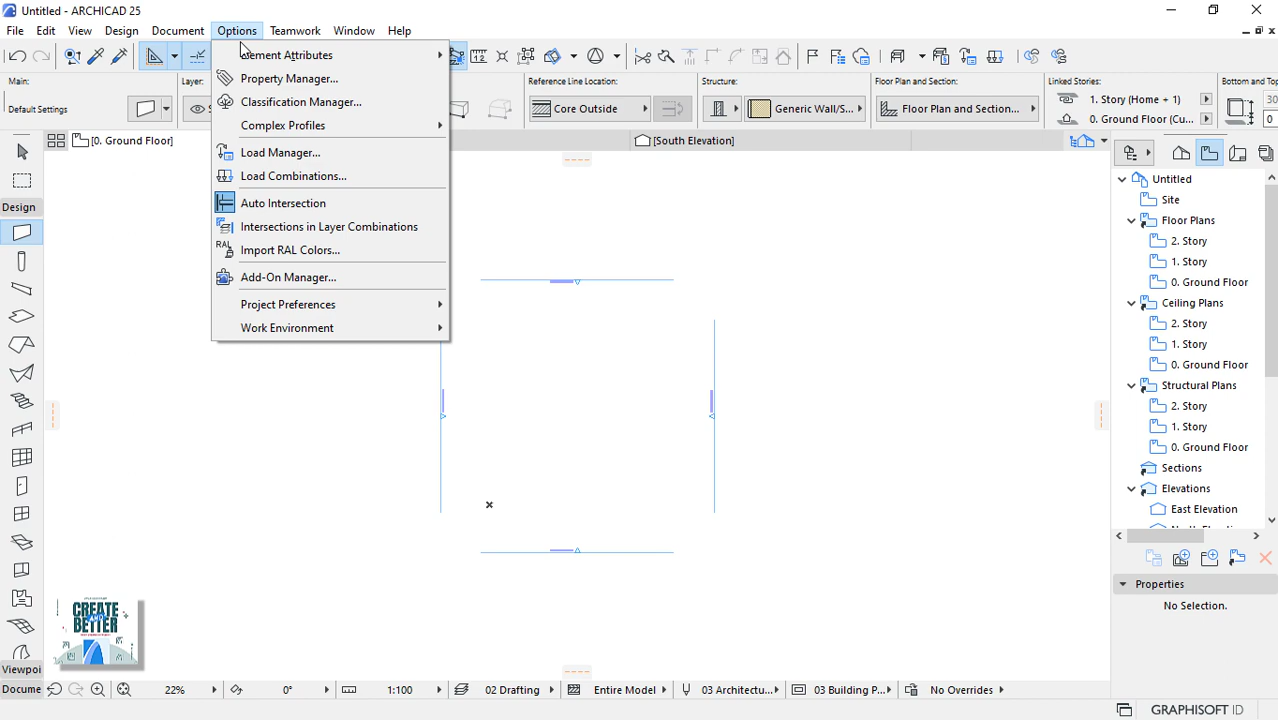 Untitled - ARCHICAD 25
File Edit View Design Document Options Teamwork Window Help
Element Attributes
Property Manager...
Classification Manager...
Complex Profiles
Load Manager...
Load Combinations...
Auto Intersection
Intersections in Layer Combinations
RAL Import RAL Colors...
Add-On Manager...
Project Preferences
Work Environment
Main:
Default Settings
Layer:
Reference Line Location:
Core Outside
Structure:
Generic Wall/S...
Floor Plan and Section:
Floor Plan and Section...
Linked Stories:
1. Story (Home + 1)
0. Ground Floor (Cu...
Bottom and To
30
0
[0. Ground Floor]
[South Elevation]
Design
Viewpoi
Docume
Untitled
Site
Floor Plans
2. Story
1. Story
0. Ground Floor
Ceiling Plans
2. Story
1. Story
0. Ground Floor
Structural Plans
2. Story
1. Story
0. Ground Floor
Sections
Elevations
East Elevation
Properties
No Selection.
CREATE
BETTER
22%
0°
1:100
02 Drafting
Entire Model
03 Architectu...
03 Building P...
No Overrides
GRAPHISOFT ID